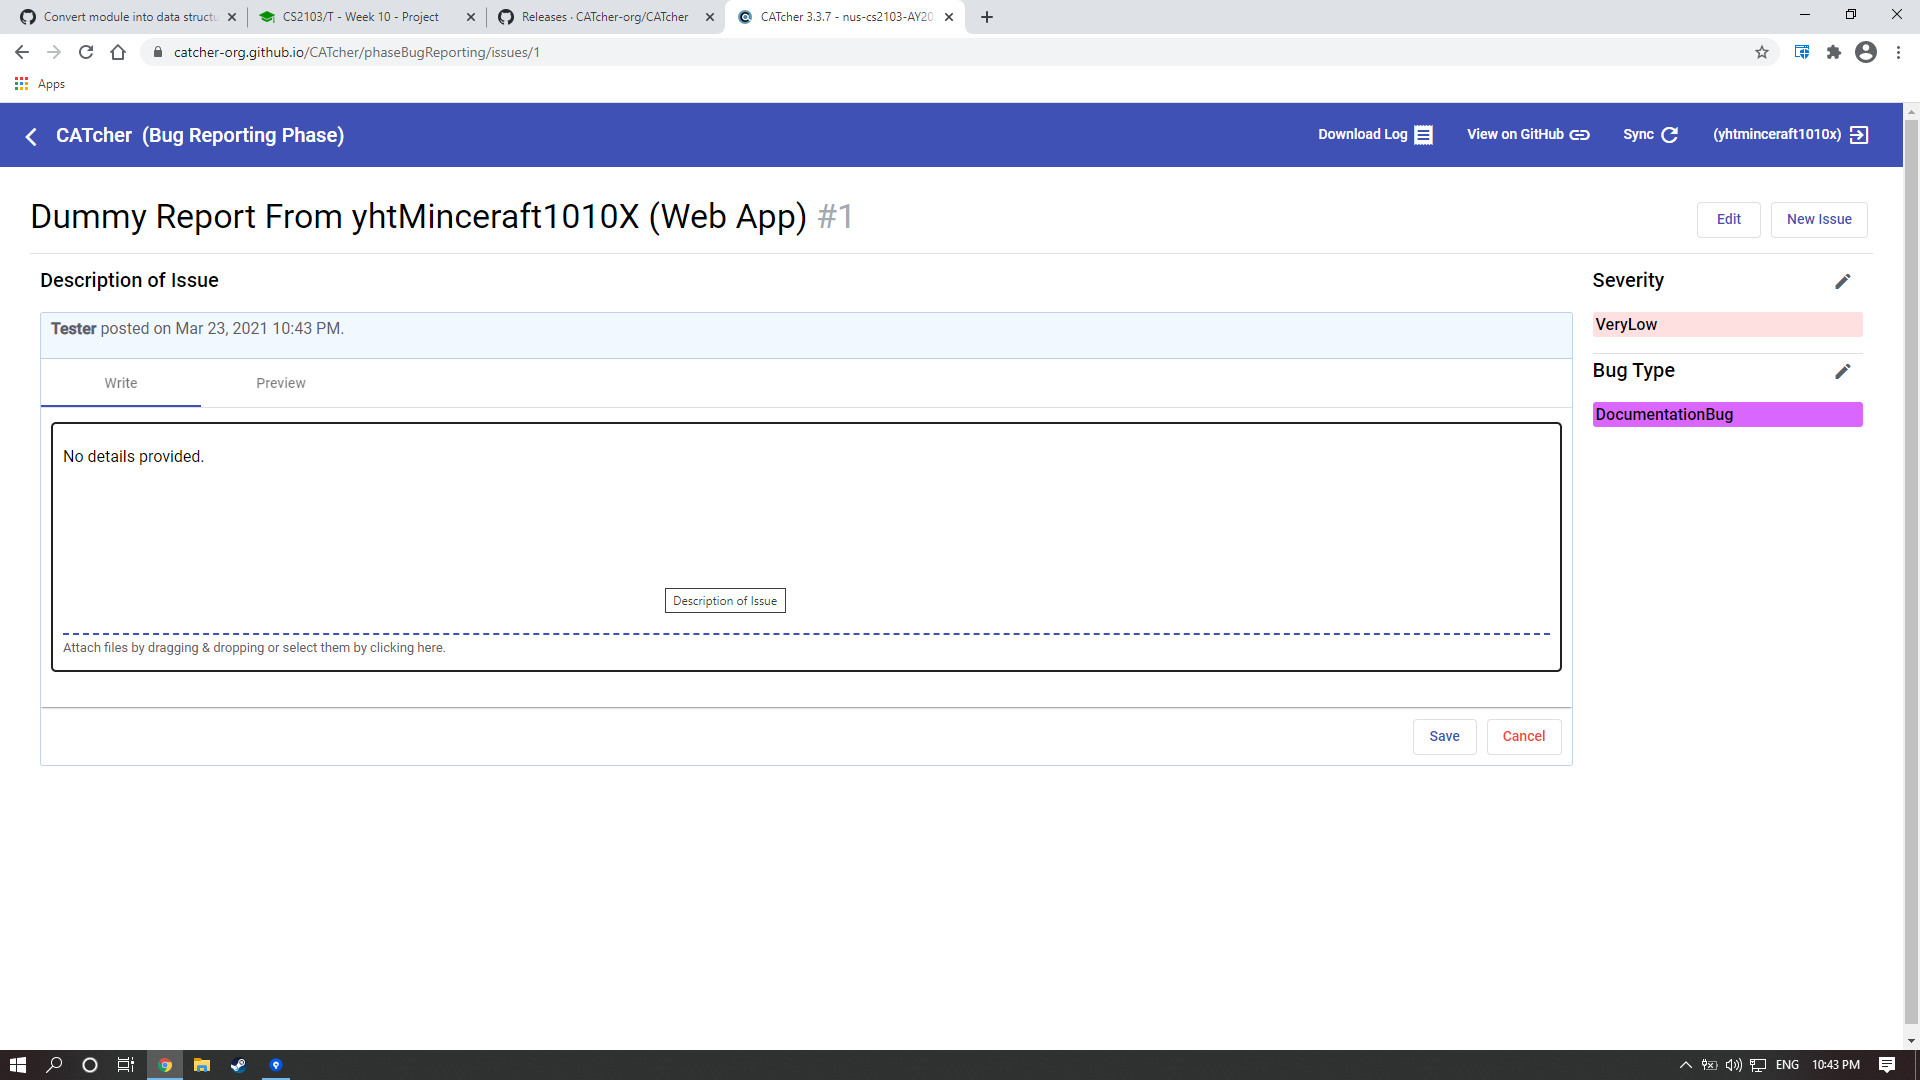 Convert module into data structu
CS2103/T - Week 10 - Project
Releases · CATcher-org/CATcher
CATcher 3.3.7 - nus-cs2103-AY20
catcher-org.github.io/CATcher/phaseBugReporting/issues/1
Apps
CATcher (Bug Reporting Phase)
Download Log
View on GitHub
Sync
(yhtminceraft1010x)
Dummy Report From yhtMinceraft1010X (Web App) #1
Edit
New Issue
Description of Issue
Tester posted on Mar 23, 2021 10:43 PM.
Write
Preview
No details provided.
Description of Issue
Attach files by dragging & dropping or select them by clicking here.
Save
Cancel
Severity
VeryLow
Bug Type
DocumentationBug
ENG
10:43 PM